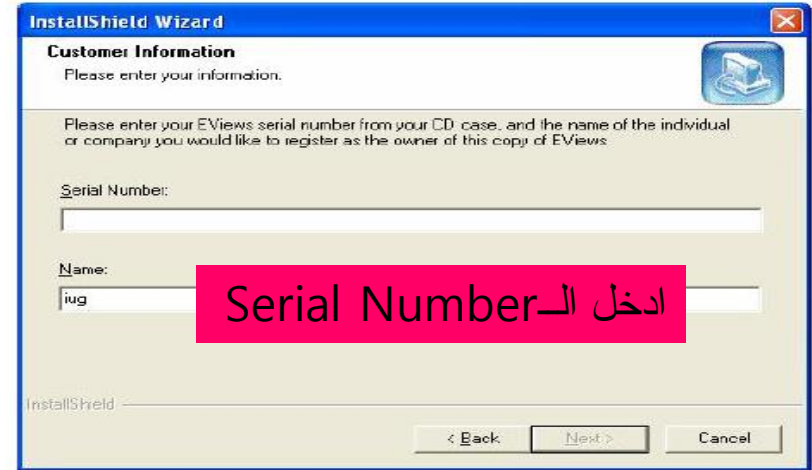 InstallShield Wizard
Customer Information
Please enter your information.
Please enter your EViews serial number from your CD case, and the name of the individual
or company you would like to register as the owner of this copy of EViews
Serial Number:
Name:
iug
ادخل الــSerial Number
InstallShield
< Back
Next >
Cancel